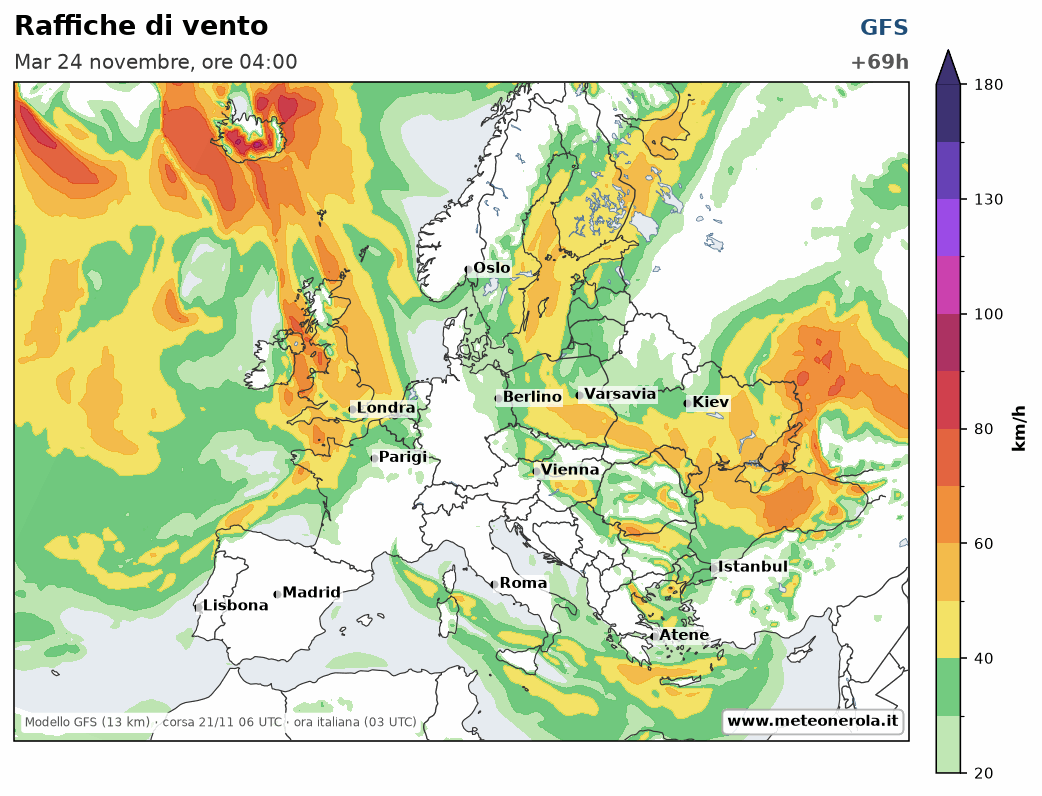 Raffiche di vento
GFS
Mar 24 novembre, ore 04:00
+69h
180
130
100
80
60
40
20
km/h
Oslo
Berlino
Varsavia
Kiev
Londra
Parigi
Vienna
Istanbul
Roma
Madrid
Lisbona
Atene
Modello GFS (13 km) · corsa 21/11 06 UTC · ora italiana (03 UTC)
www.meteonerola.it